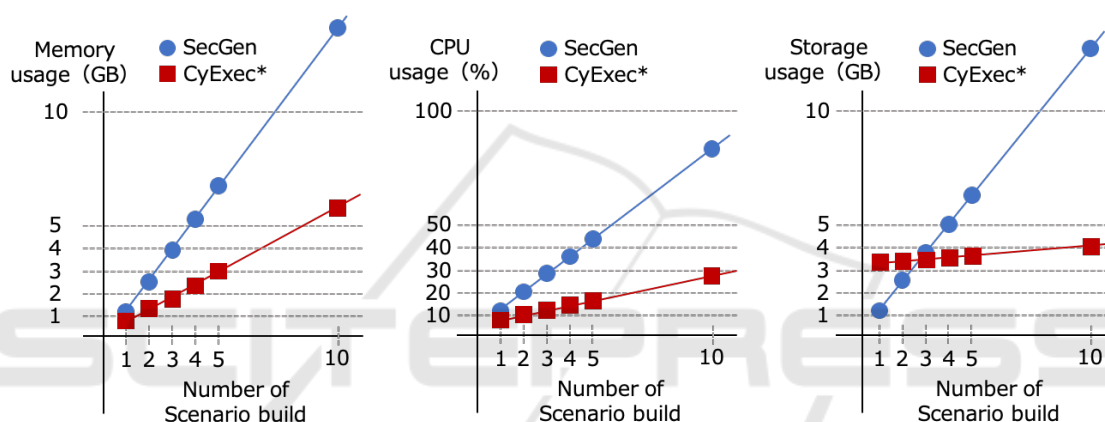 Memory
usage (GB)
SecGen
CyExec*
10
5
4
3
2
1
1 2 3 4 5 10
Number of
Scenario build
CPU
usage (%)
SecGen
CyExec*
100
50
40
30
20
10
1 2 3 4 5 10
Number of
Scenario build
Storage
usage (GB)
SecGen
CyExec*
10
5
4
3
2
1
1 2 3 4 5 10
Number of
Scenario build
SCITEPRESS